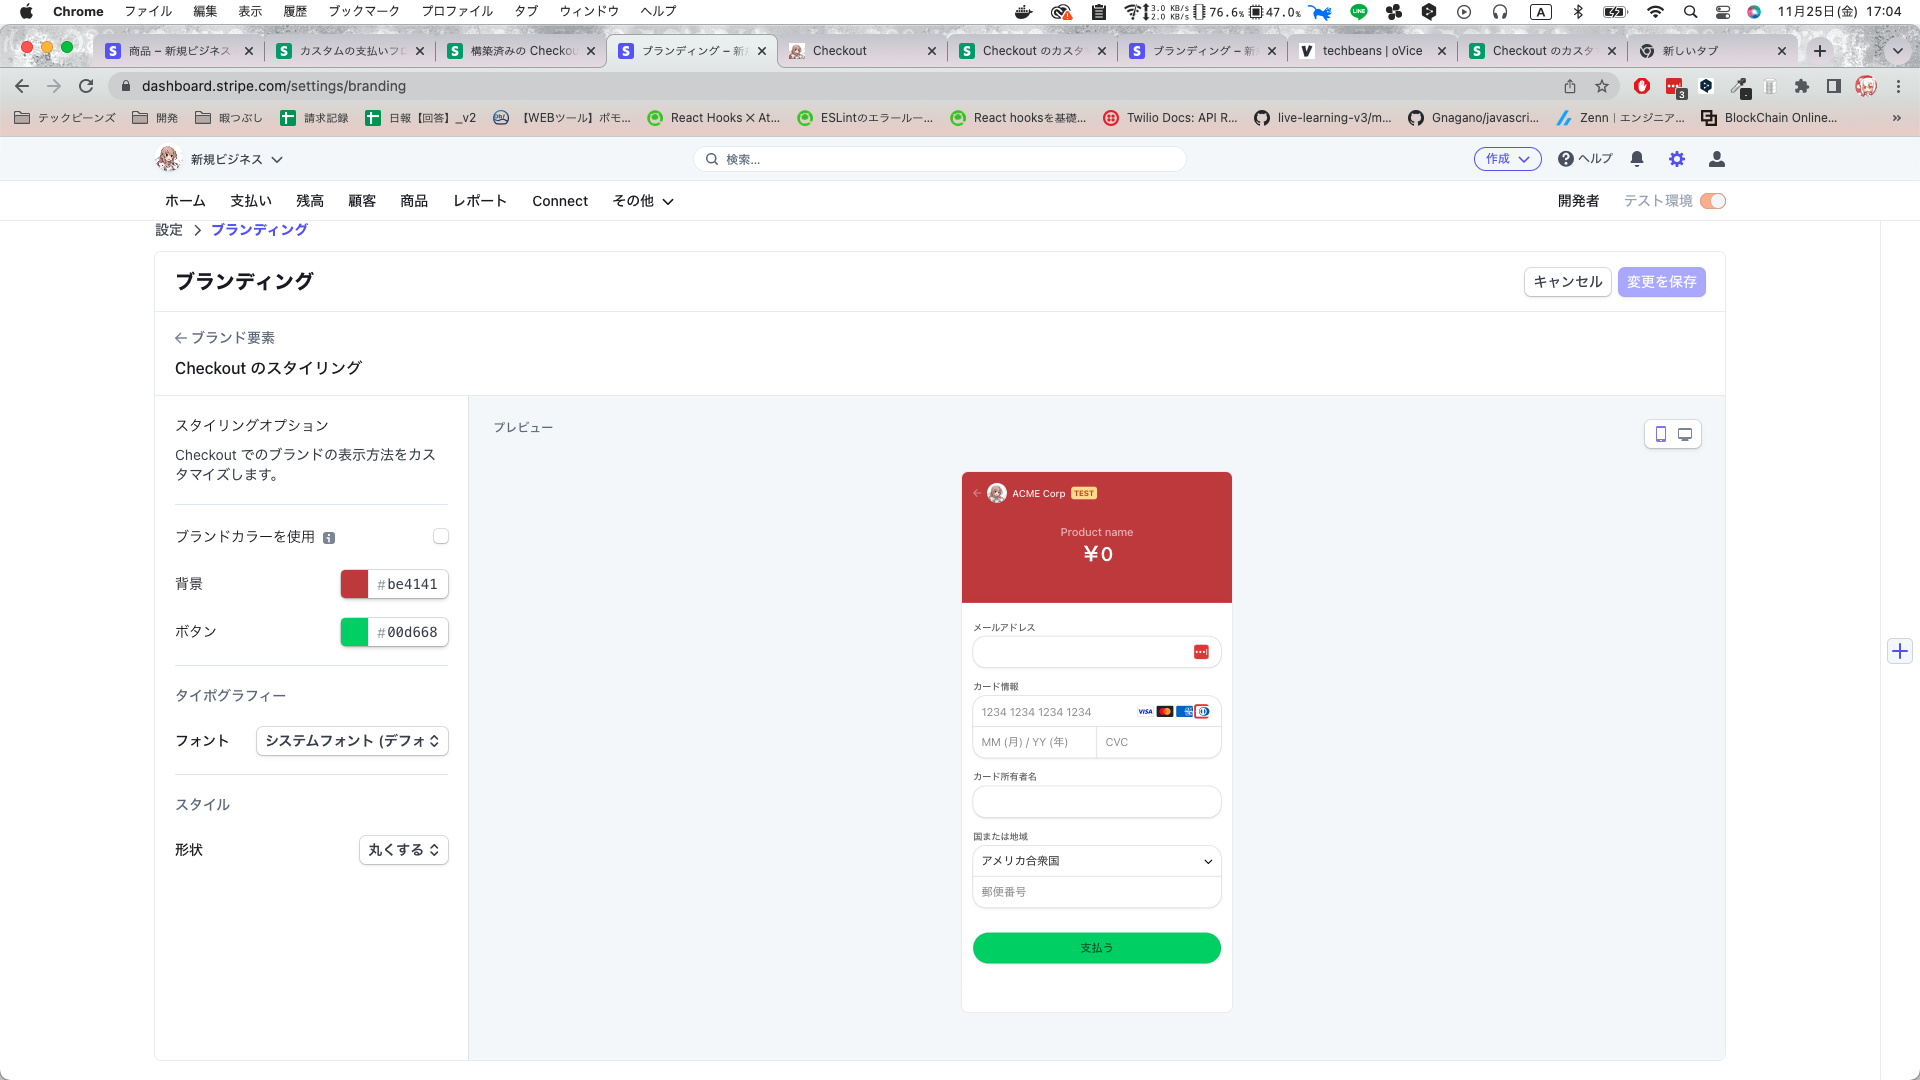 Chrome ファイル 編集 表示 履歴 ブックマーク プロファイル タブ ウィンドウ ヘルプ 3.0 KB/s 2.0 KB/s 76.6% 47.0% LINE A 11月25日(金) 17:04
商品 – 新規ビジネス カスタムの支払いフロ 構築済みの Checkou ブランディング – 新規 Checkout Checkout のカスタ ブランディング – 新規 techbeans | oVice Checkout のカスタ 新しいタブ
dashboard.stripe.com/settings/branding 3
テックビーンズ 開発 暇つぶし 請求記録 日報【回答】_v2 【WEBツール】ポモ... React Hooks × At... ESLintのエラールー... React hooksを基礎... Twilio Docs: API R... live-learning-v3/m... Gnagano/javascri... Zenn｜エンジニア... BlockChain Online... »
新規ビジネス 検索... 作成 ヘルプ
ホーム 支払い 残高 顧客 商品 レポート Connect その他 開発者 テスト環境
設定 > ブランディング
ブランディング キャンセル 変更を保存
← ブランド要素
Checkout のスタイリング
スタイリングオプション
Checkout でのブランドの表示方法をカス
タマイズします。
ブランドカラーを使用
背景 #be4141
ボタン #00d668
タイポグラフィー
フォント システムフォント (デフォ
スタイル
形状 丸くする
プレビュー
← ACME Corp TEST
Product name
¥0
メールアドレス
カード情報
1234 1234 1234 1234 VISA
MM (月) / YY (年) CVC
カード所有者名
国または地域
アメリカ合衆国
郵便番号
支払う